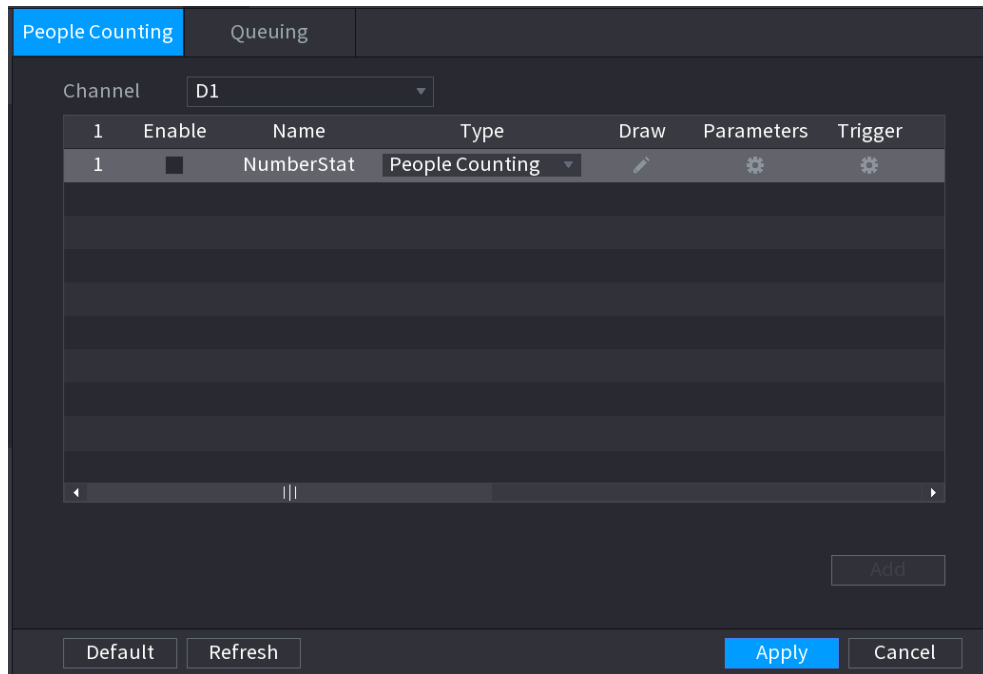 People Counting Queuing
Channel D1
1 Enable Name Type Draw Parameters Trigger
1 NumberStat People Counting
Add
Default Refresh Apply Cancel